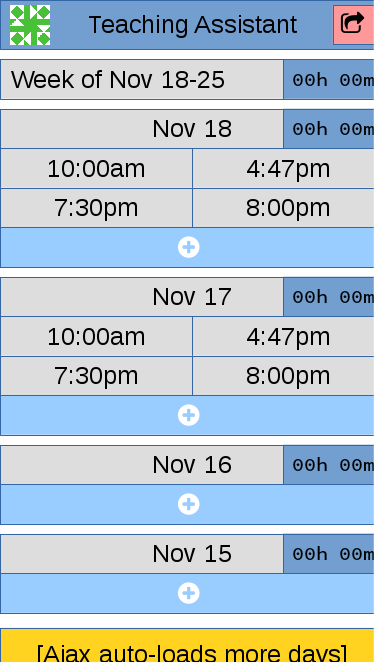 Teaching Assistant
Week of Nov 18-25 00h 00m
Nov 18 00h 00m
10:00am 4:47pm
7:30pm 8:00pm
Nov 17 00h 00m
10:00am 4:47pm
7:30pm 8:00pm
Nov 16 00h 00m
Nov 15 00h 00m
[Ajax auto-loads more days]